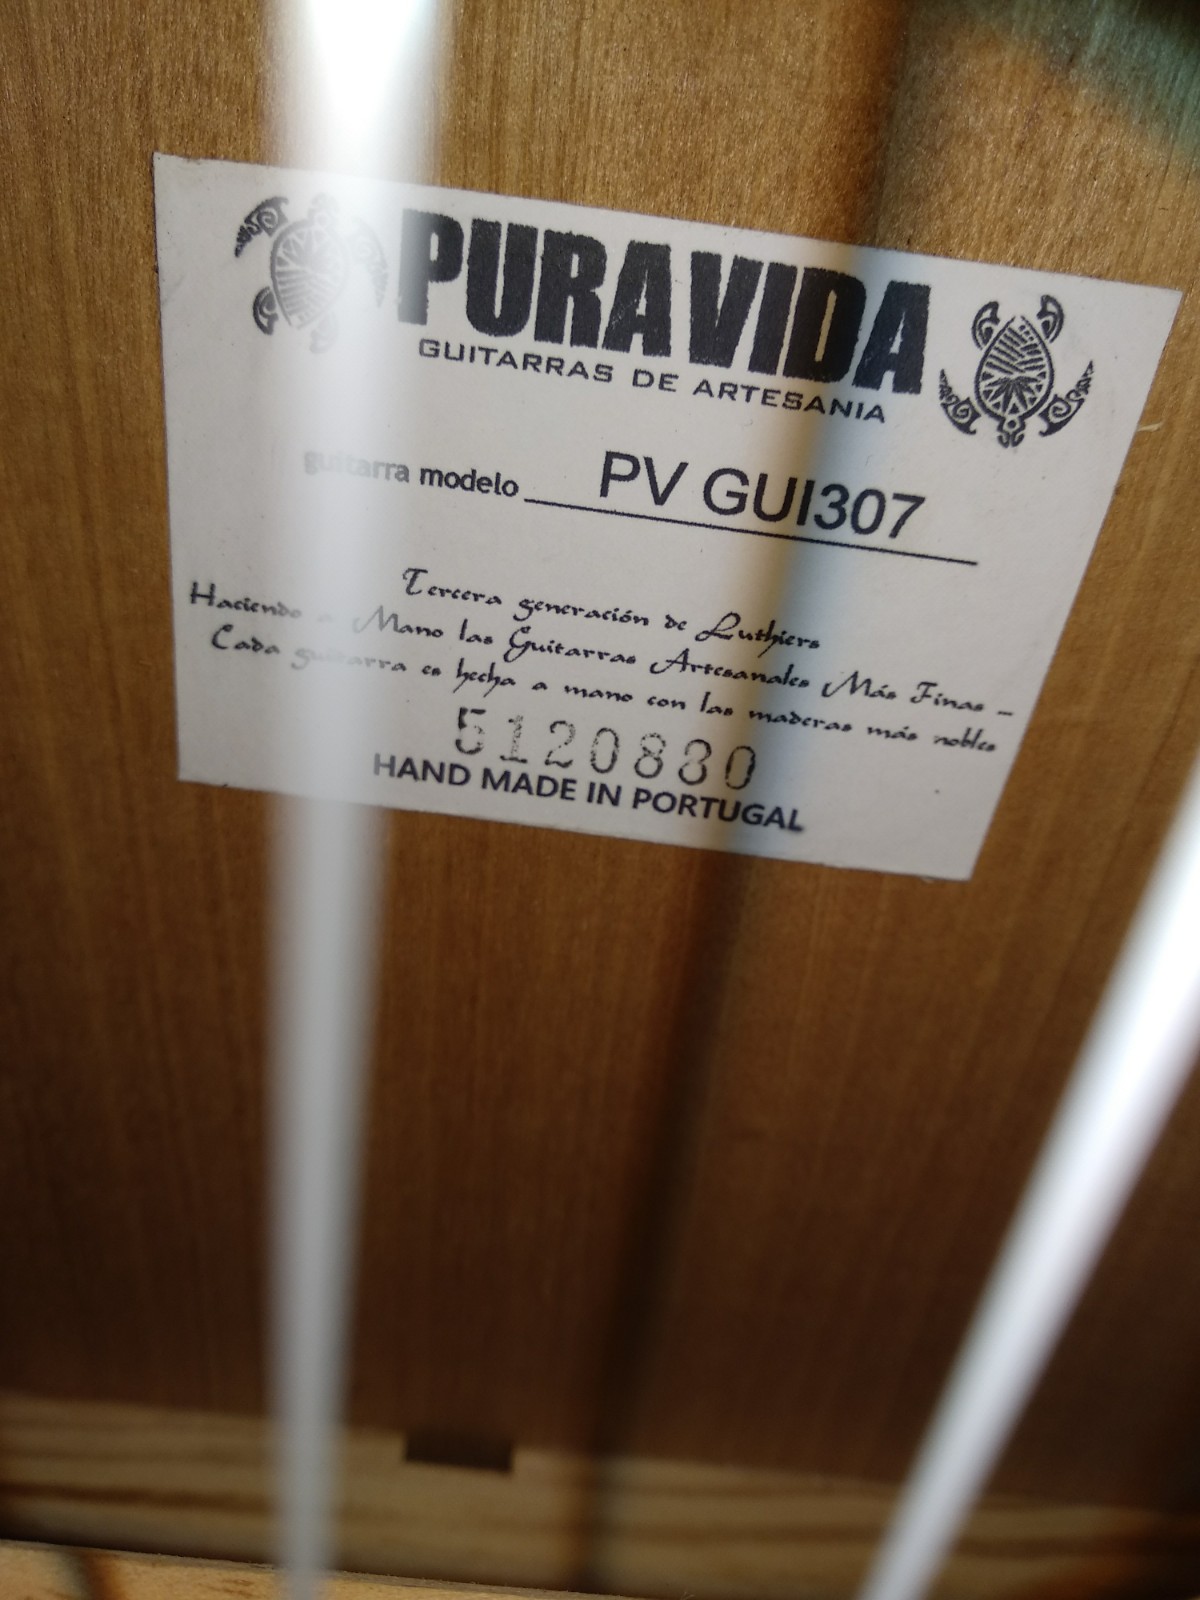 PURAVIDA
GUITARRAS DE ARTESANIA
guitarra modelo PV GUI307
Tercera generación de Luthiers
Haciendo a Mano las Guitarras Artesanales Más Finas –
Cada guitarra es hecha a mano con las maderas más nobles
5120830
HAND MADE IN PORTUGAL